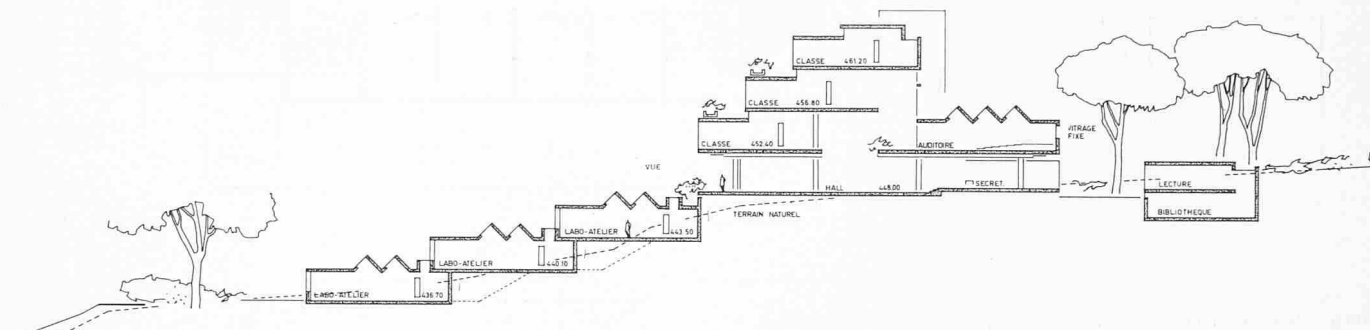 CLASSE 461.20
CLASSE 456.80
CLASSE 452.40
AUDITOIRE
VITRAGE
FIXE
VUE
HALL 448.00
SECRET.
LECTURE
BIBLIOTHEQUE
TERRAIN NATUREL
LABO-ATELIER 443.50
LABO-ATELIER 440.10
LABO-ATELIER 436.70